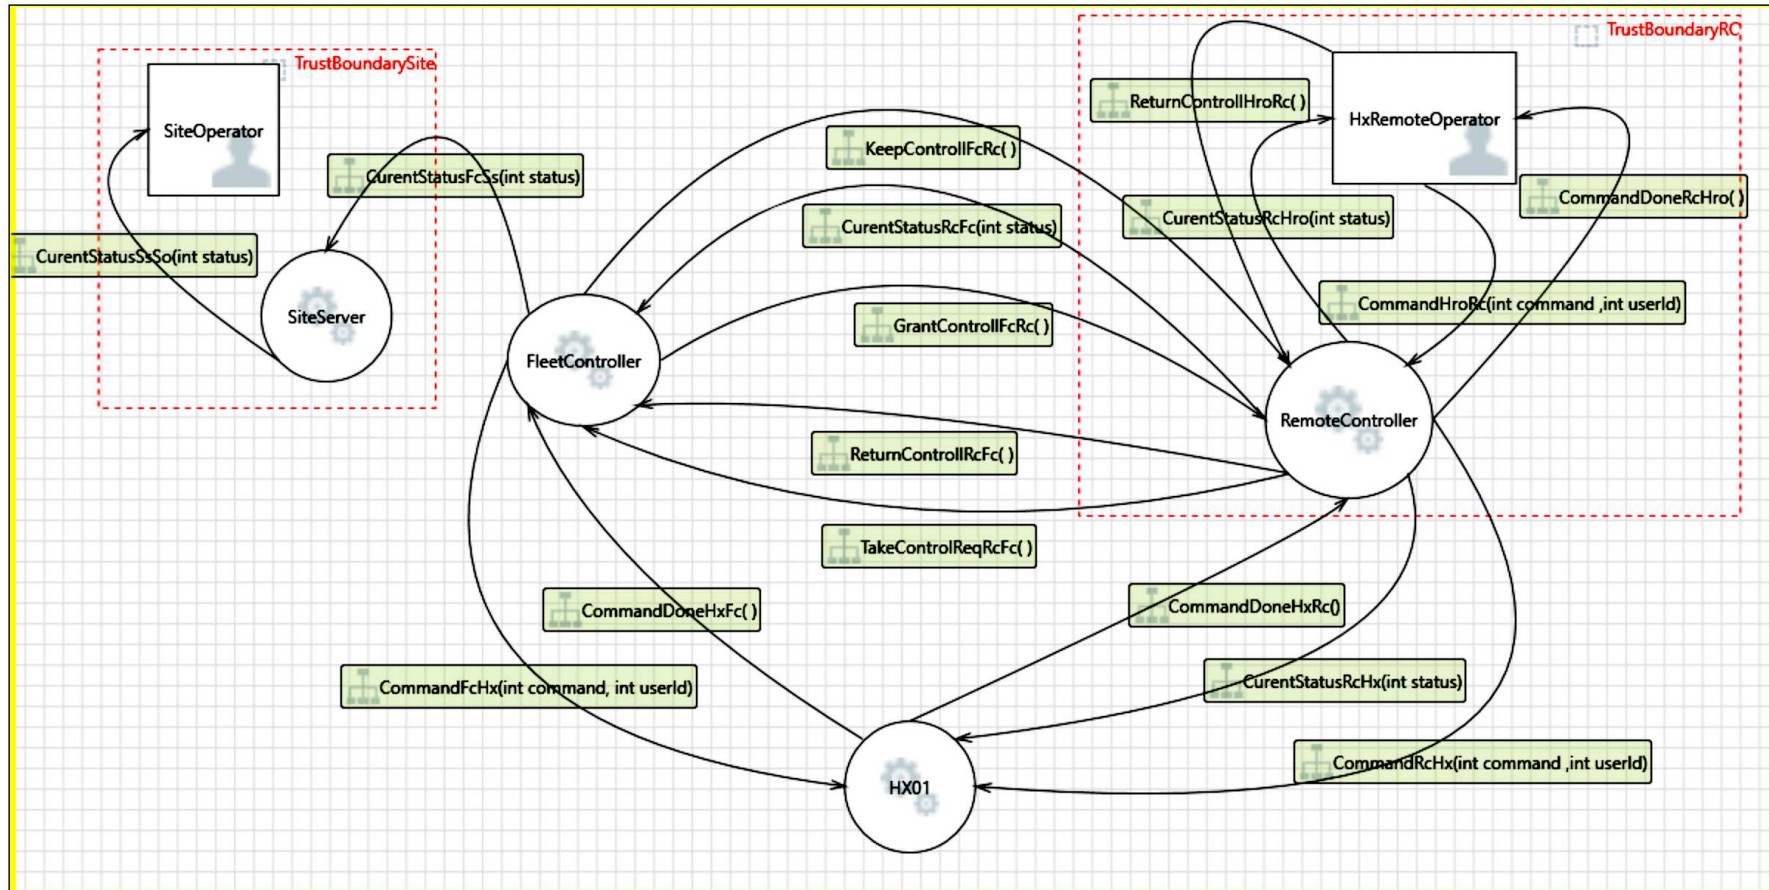 TrustBoundaryRC
TrustBoundarySite
ReturnControllHroRc( )
HxRemoteOperator
SiteOperator
KeepControllFcRc( )
CurentStatusFcSs(int status)
CommandDoneRcHro( )
CurentStatusRcFc(int status)
CurentStatusRcHro(int status)
CurentStatusSsSo(int status)
CommandHroRc(int command ,int userId)
SiteServer
GrantControllFcRc( )
FleetController
RemoteController
ReturnControllRcFc( )
TakeControlReqRcFc( )
CommandDoneHxFc( )
CommandDoneHxRc()
CommandFcHx(int command, int userId)
CurentStatusRcHx(int status)
CommandRcHx(int command ,int userId)
HX01